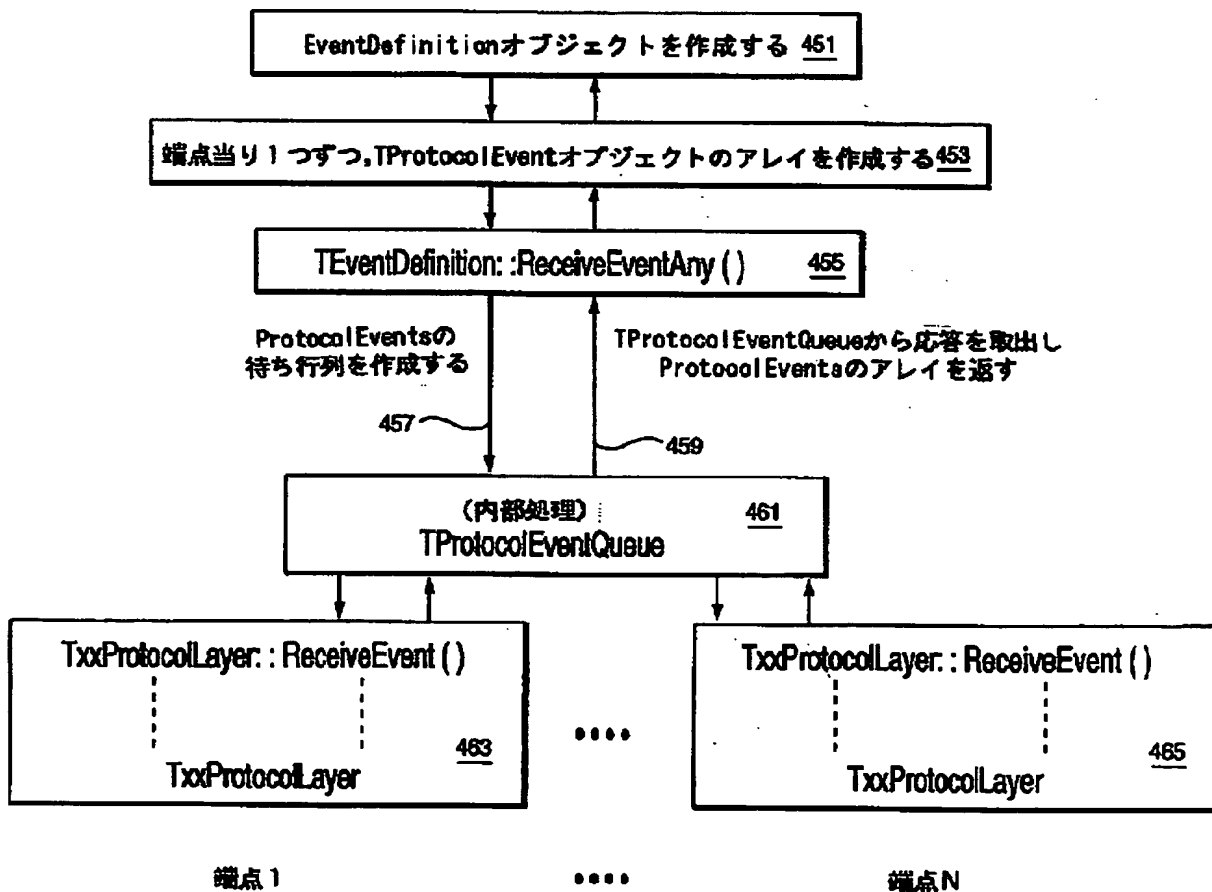 EventDefinitionオブジェクトを作成する 451
端点当り1つずつ,TProtocolEventオブジェクトのアレイを作成する453
TEventDefinition::ReceiveEventAny ( ) 455
ProtocolEventsの
待ち行列を作成する
TProtocolEventQueueから応答を取出し
ProtocolEventsのアレイを返す
457
459
(内部処理) 461
TProtocolEventQueue
TxxProtocolLayer::ReceiveEvent ( )
463
TxxProtocolLayer
••••
TxxProtocolLayer::ReceiveEvent ( )
465
TxxProtocolLayer
端点1 •••• 端点N